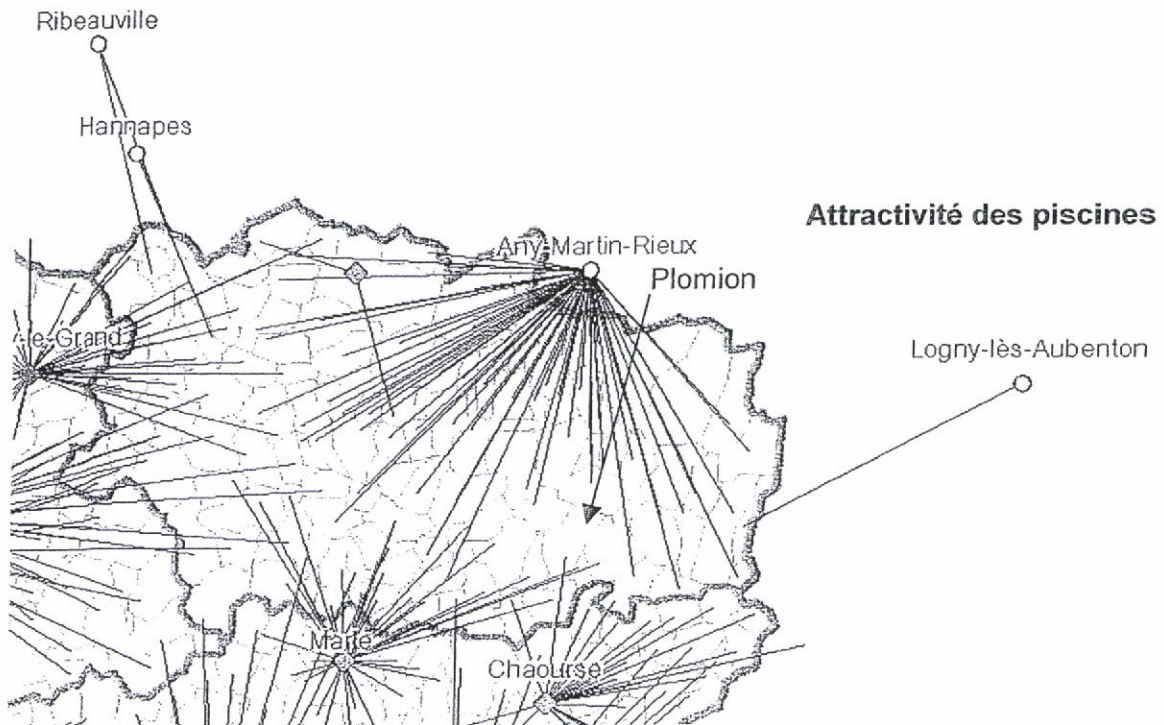 Ribeauville
Hannapes
Attractivité des piscines
Any-Martin-Rieux
Plomion
Logny-lès-Aubenton
Marle
Chaourse